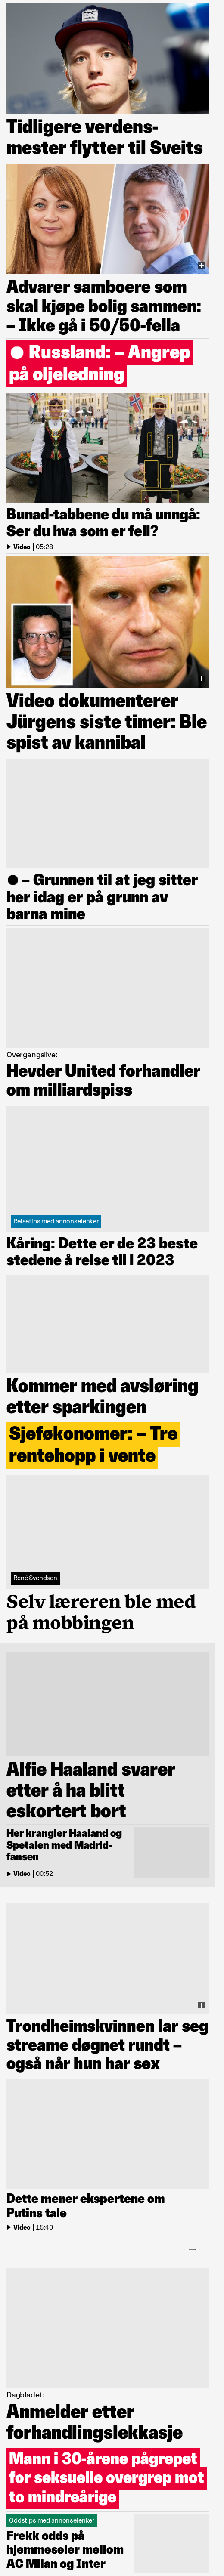 Tidligere verdens-
mester flytter til Sveits
Advarer samboere som
skal kjøpe bolig sammen:
– Ikke gå i 50/50-fella
Russland: – Angrep
på oljeledning
Bunad-tabbene du må unngå:
Ser du hva som er feil?
Video | 05:28
Video dokumenterer
Jürgens siste timer: Ble
spist av kannibal
– Grunnen til at jeg sitter
her idag er på grunn av
barna mine
Overgangslive:
Hevder United forhandler
om milliardspiss
Reisetips med annonselenker
Kåring: Dette er de 23 beste
stedene å reise til i 2023
Kommer med avsløring
etter sparkingen
Sjeføkonomer: – Tre
rentehopp i vente
René Svendsen
Selv læreren ble med
på mobbingen
Alfie Haaland svarer
etter å ha blitt
eskortert bort
Her krangler Haaland og
Spetalen med Madrid-
fansen
Video | 00:52
Trondheimskvinnen lar seg
streame døgnet rundt –
også når hun har sex
Dette mener ekspertene om
Putins tale
Video | 15:40
Dagbladet:
Anmelder etter
forhandlingslekkasje
Mann i 30-årene pågrepet
for seksuelle overgrep mot
to mindreårige
Oddstips med annonselenker
Frekk odds på
hjemmeseier mellom
AC Milan og Inter